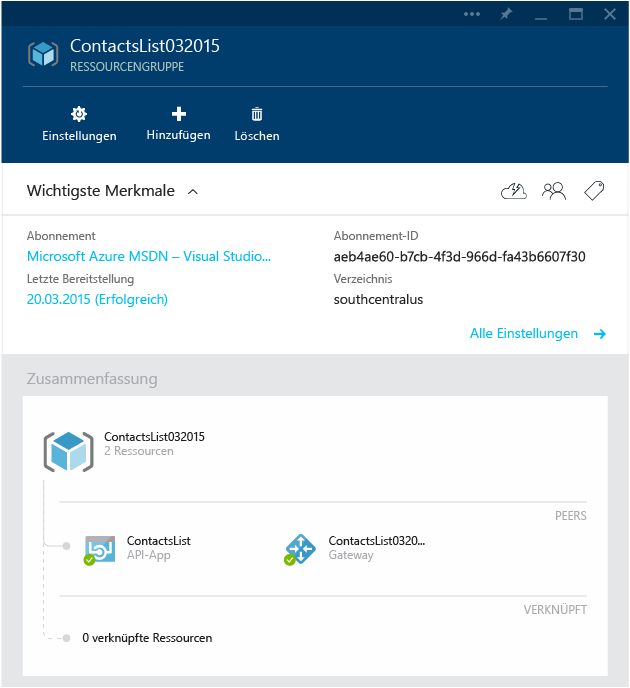 ContactsList032015
RESSOURCENGRUPPE
Einstellungen
Hinzufügen
Löschen
Wichtigste Merkmale
Abonnement
Abonnement-ID
Microsoft Azure MSDN – Visual Studio...
aeb4ae60-b7cb-4f3d-966d-fa43b6607f30
Letzte Bereitstellung
Verzeichnis
20.03.2015 (Erfolgreich)
southcentralus
Alle Einstellungen
Zusammenfassung
ContactsList032015
2 Ressourcen
PEERS
ContactsList
API-App
ContactsList0320...
Gateway
VERKNÜPFT
0 verknüpfte Ressourcen